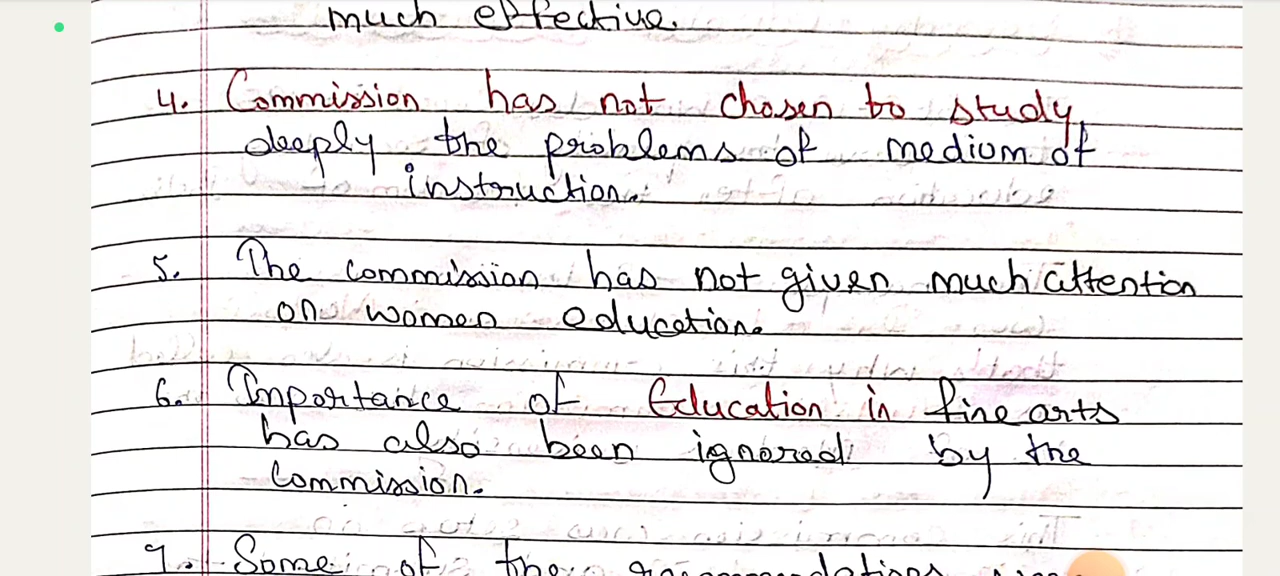 much effective.
4. Commission has not chosen to study
deeply the problems of medium of
instruction.
5. The commission has not given much attention
on women education.
6. Importance of Education in fine arts
has also been ignored by the
Commission.
7. Some of the recommendations